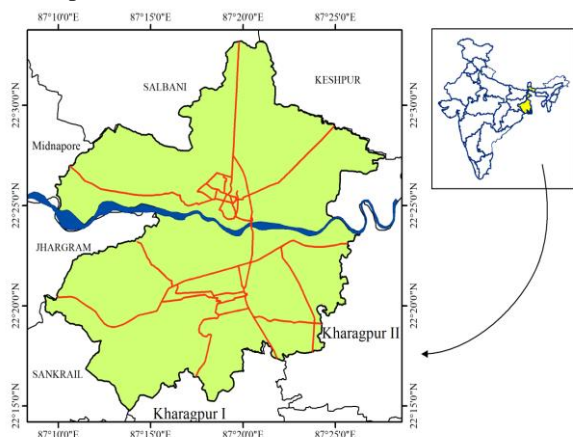 87°10'0"E 87°15'0"E 87°20'0"E 87°25'0"E
22°30'0"N 22°30'0"N
SALBANI
KESHPUR
Midnapore
22°25'0"N 22°25'0"N
JHARGRAM
22°20'0"N 22°20'0"N
Kharagpur II
SANKRAIL
Kharagpur I
22°15'0"N 22°15'0"N
87°10'0"E 87°15'0"E 87°20'0"E 87°25'0"E